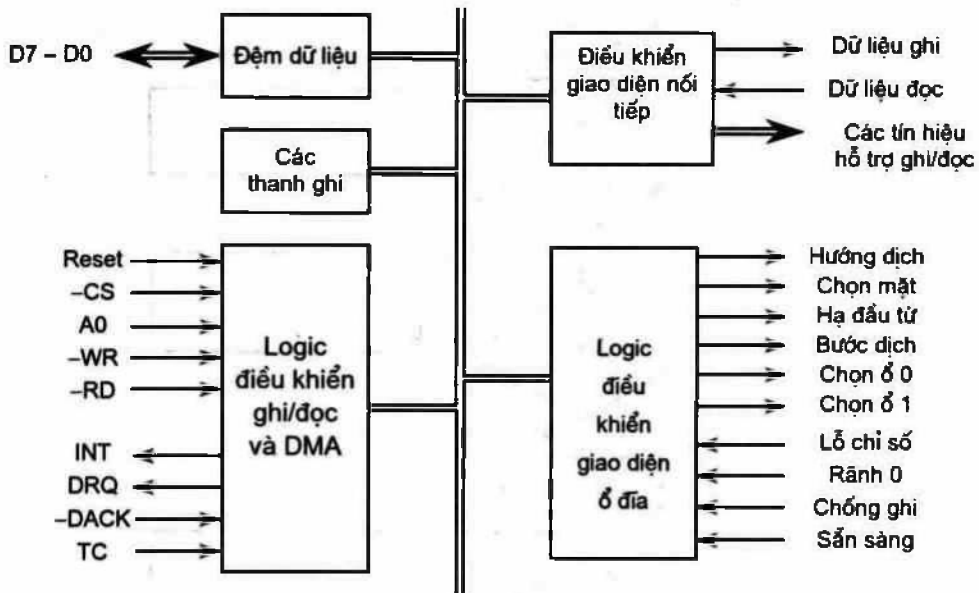 D7 – D0
Đệm dữ liệu
Các
thanh ghi
Reset
–CS
A0
–WR
–RD
INT
DRQ
–DACK
TC
Logic
điều khiển
ghi/đọc
và DMA
Điều khiển
giao diện nối
tiếp
Dữ liệu ghi
Dữ liệu đọc
Các tín hiệu
hỗ trợ ghi/đọc
Logic
điều
khiển
giao diện
ổ đĩa
Hướng dịch
Chọn mặt
Hạ đầu từ
Bước dịch
Chọn ổ 0
Chọn ổ 1
Lỗ chỉ số
Rãnh 0
Chống ghi
Sẵn sàng